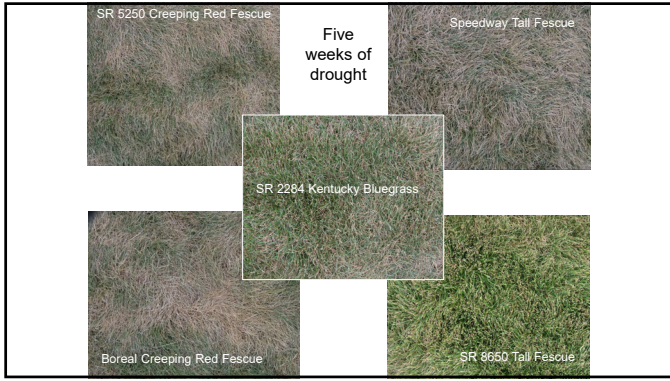 SR 5250 Creeping Red Fescue
Five
weeks of
drought
Speedway Tall Fescue
SR 2284 Kentucky Bluegrass
Boreal Creeping Red Fescue
SR 8650 Tall Fescue